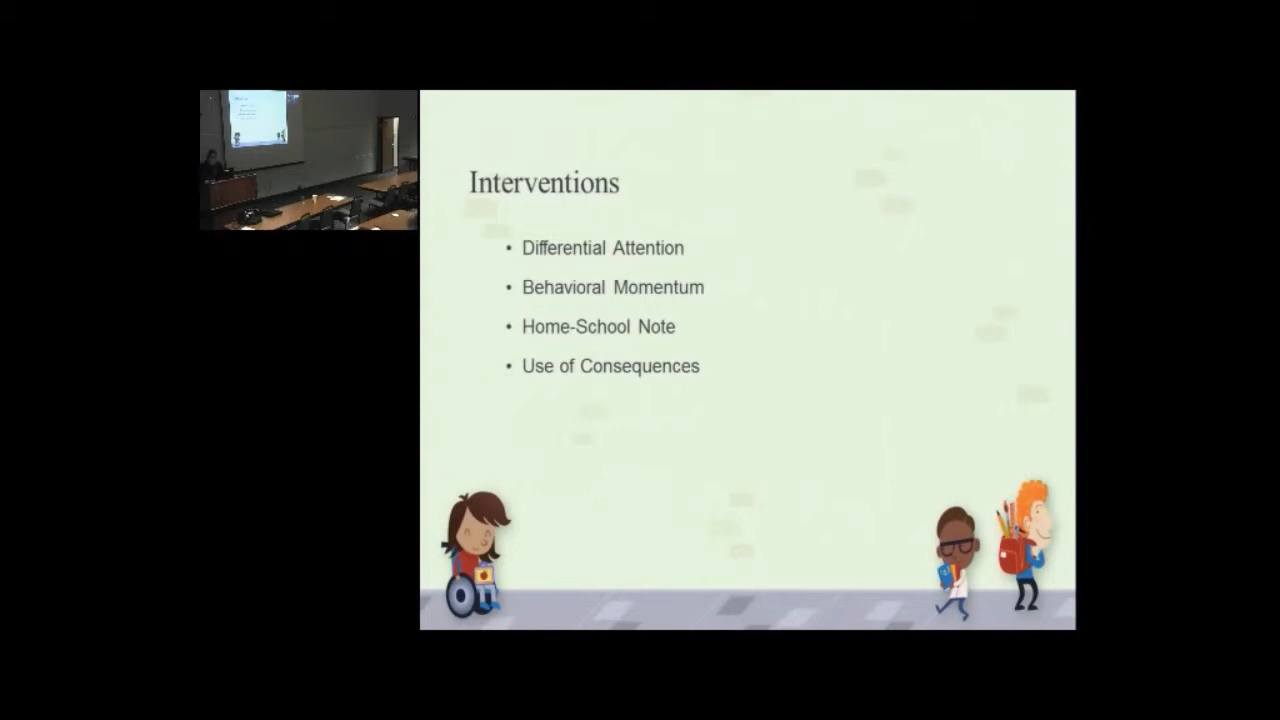 Interventions
• Differential Attention
• Behavioral Momentum
• Home-School Note
• Use of Consequences